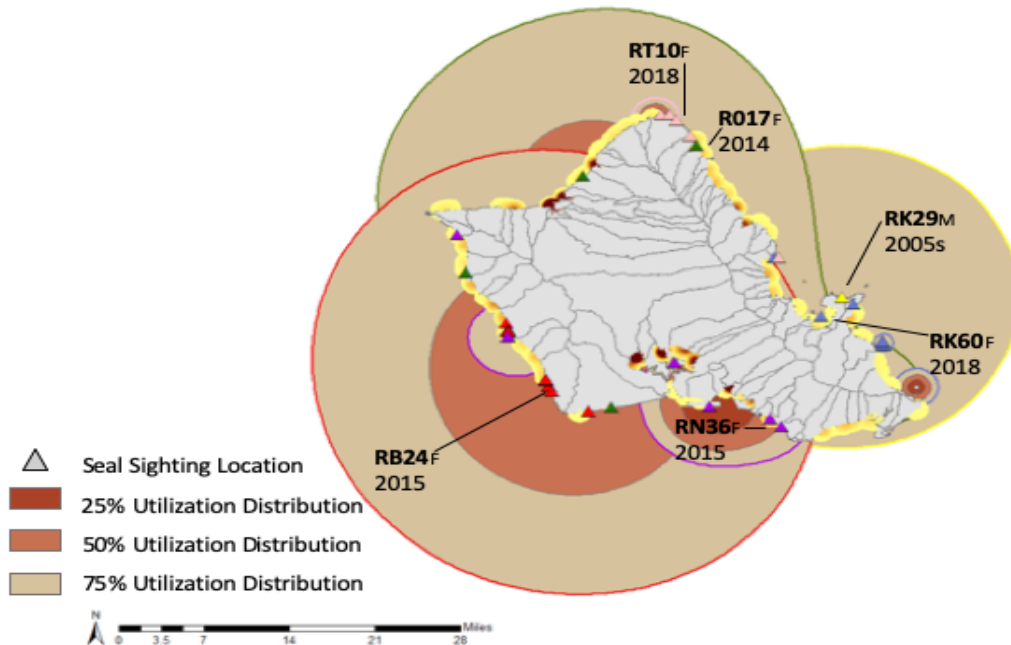 RT10F
2018
R017F
2014
RK29M
2005s
RK60F
2018
RN36F
2015
RB24F
2015
Seal Sighting Location
25% Utilization Distribution
50% Utilization Distribution
75% Utilization Distribution
N
Miles
0 3.5 7 14 21 28